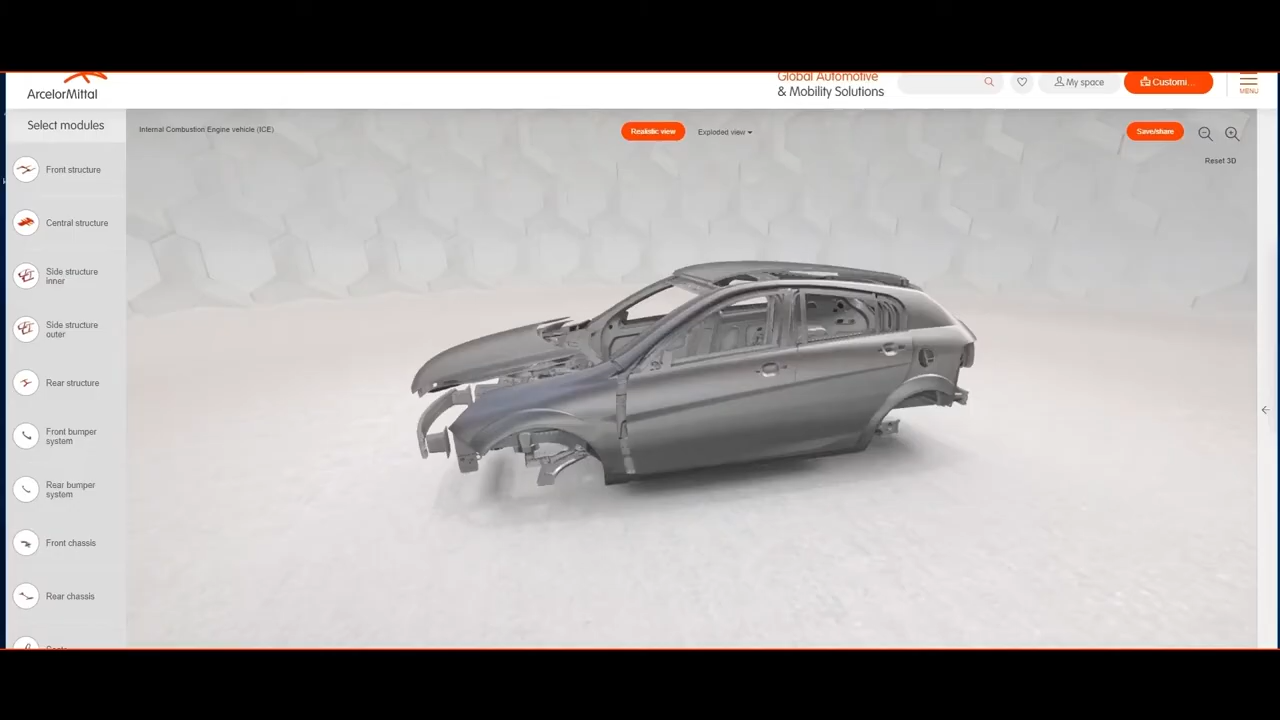 ArcelorMittal
Global Automotive
& Mobility Solutions
My space
Customi...
MENU
Select modules
Internal Combustion Engine vehicle (ICE)
Realistic view
Exploded view
Save/share
Reset 3D
Front structure
Central structure
Side structure
inner
Side structure
outer
Rear structure
Front bumper
system
Rear bumper
system
Front chassis
Rear chassis